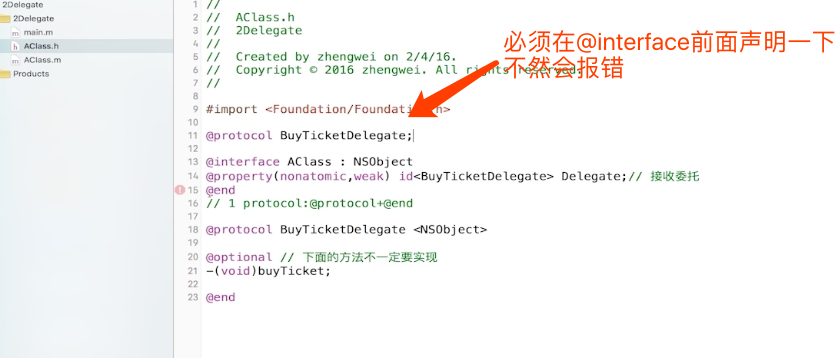 2Delegate
2Delegate
main.m
AClass.h
AClass.m
Products
1 //
2 // AClass.h
3 // 2Delegate
4 //
5 // Created by zhengwei on 2/4/16.
6 // Copyright © 2016 zhengwei. All rights reserved.
7 //
8
9 #import <Foundation/Foundation.h>
10
11 @protocol BuyTicketDelegate;
12
13 @interface AClass : NSObject
14 @property(nonatomic,weak) id<BuyTicketDelegate> Delegate;// 接收委托
15 @end
16 // 1 protocol:@protocol+@end
17
18 @protocol BuyTicketDelegate <NSObject>
19
20 @optional // 下面的方法不一定要实现
21 -(void)buyTicket;
22
23 @end
必须在@interface前面声明一下
不然会报错